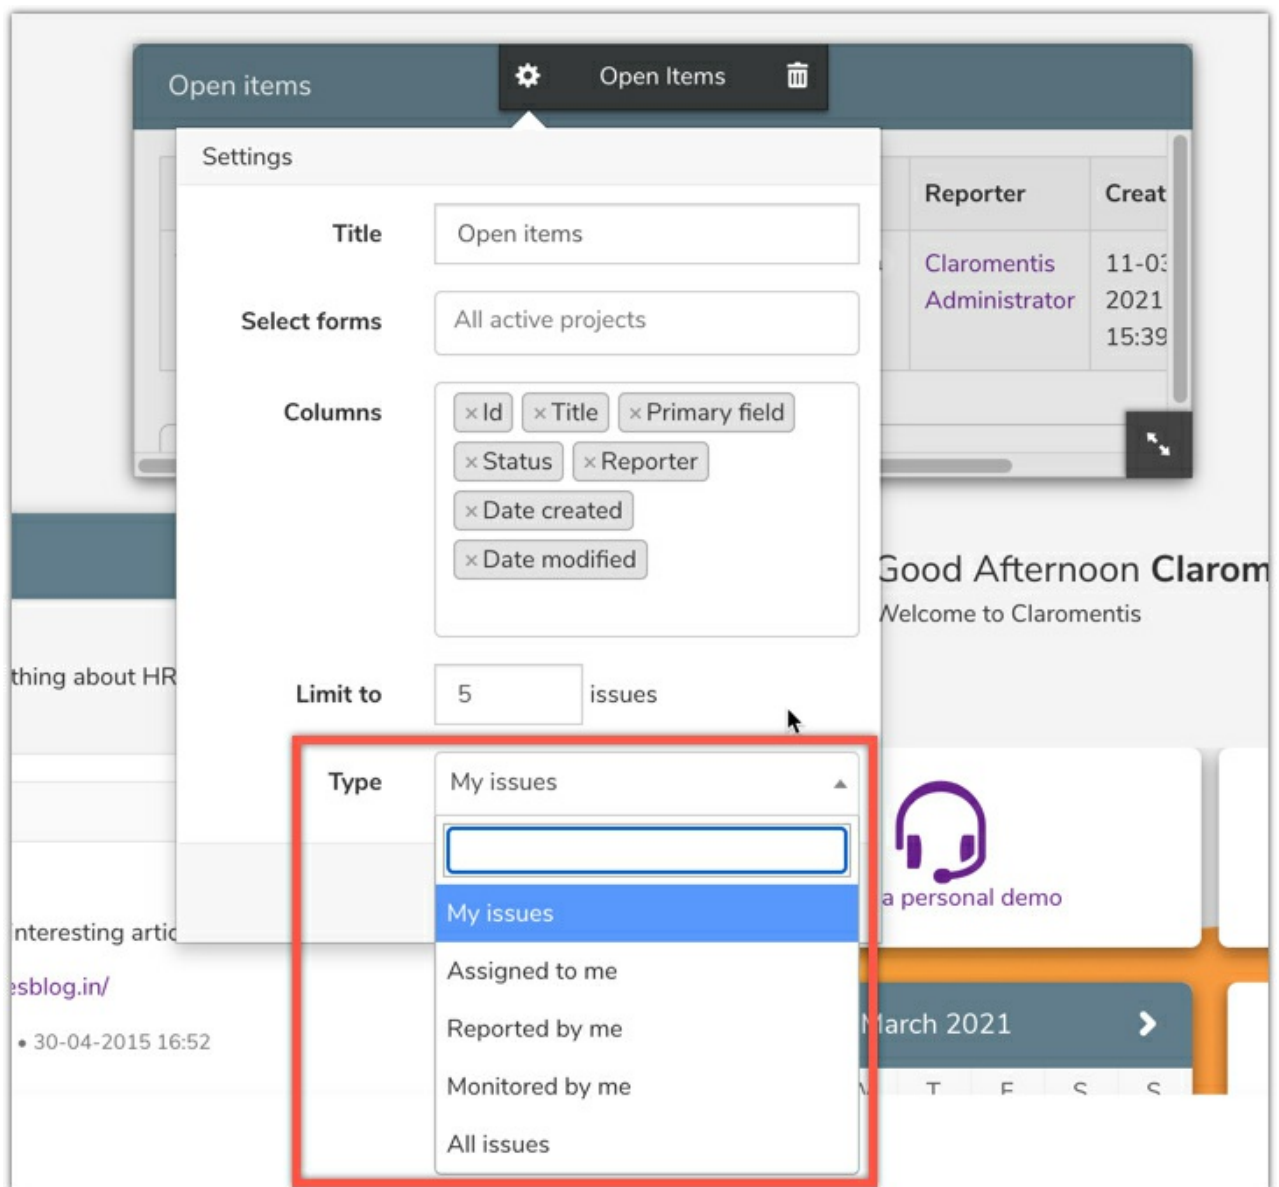 Open items
Open Items
Settings
Reporter
Creat
Title
Open items
Claromentis
Administrator
11-03
2021
15:39
Select forms
All active projects
Columns
× Id × Title × Primary field
× Status × Reporter
× Date created
× Date modified
Good Afternoon Clarom
Welcome to Claromentis
thing about HR
Limit to
5
issues
Type
My issues
My issues
Assigned to me
Reported by me
Monitored by me
All issues
a personal demo
nteresting artic
esblog.in/
• 30-04-2015 16:52
March 2021
T F S S